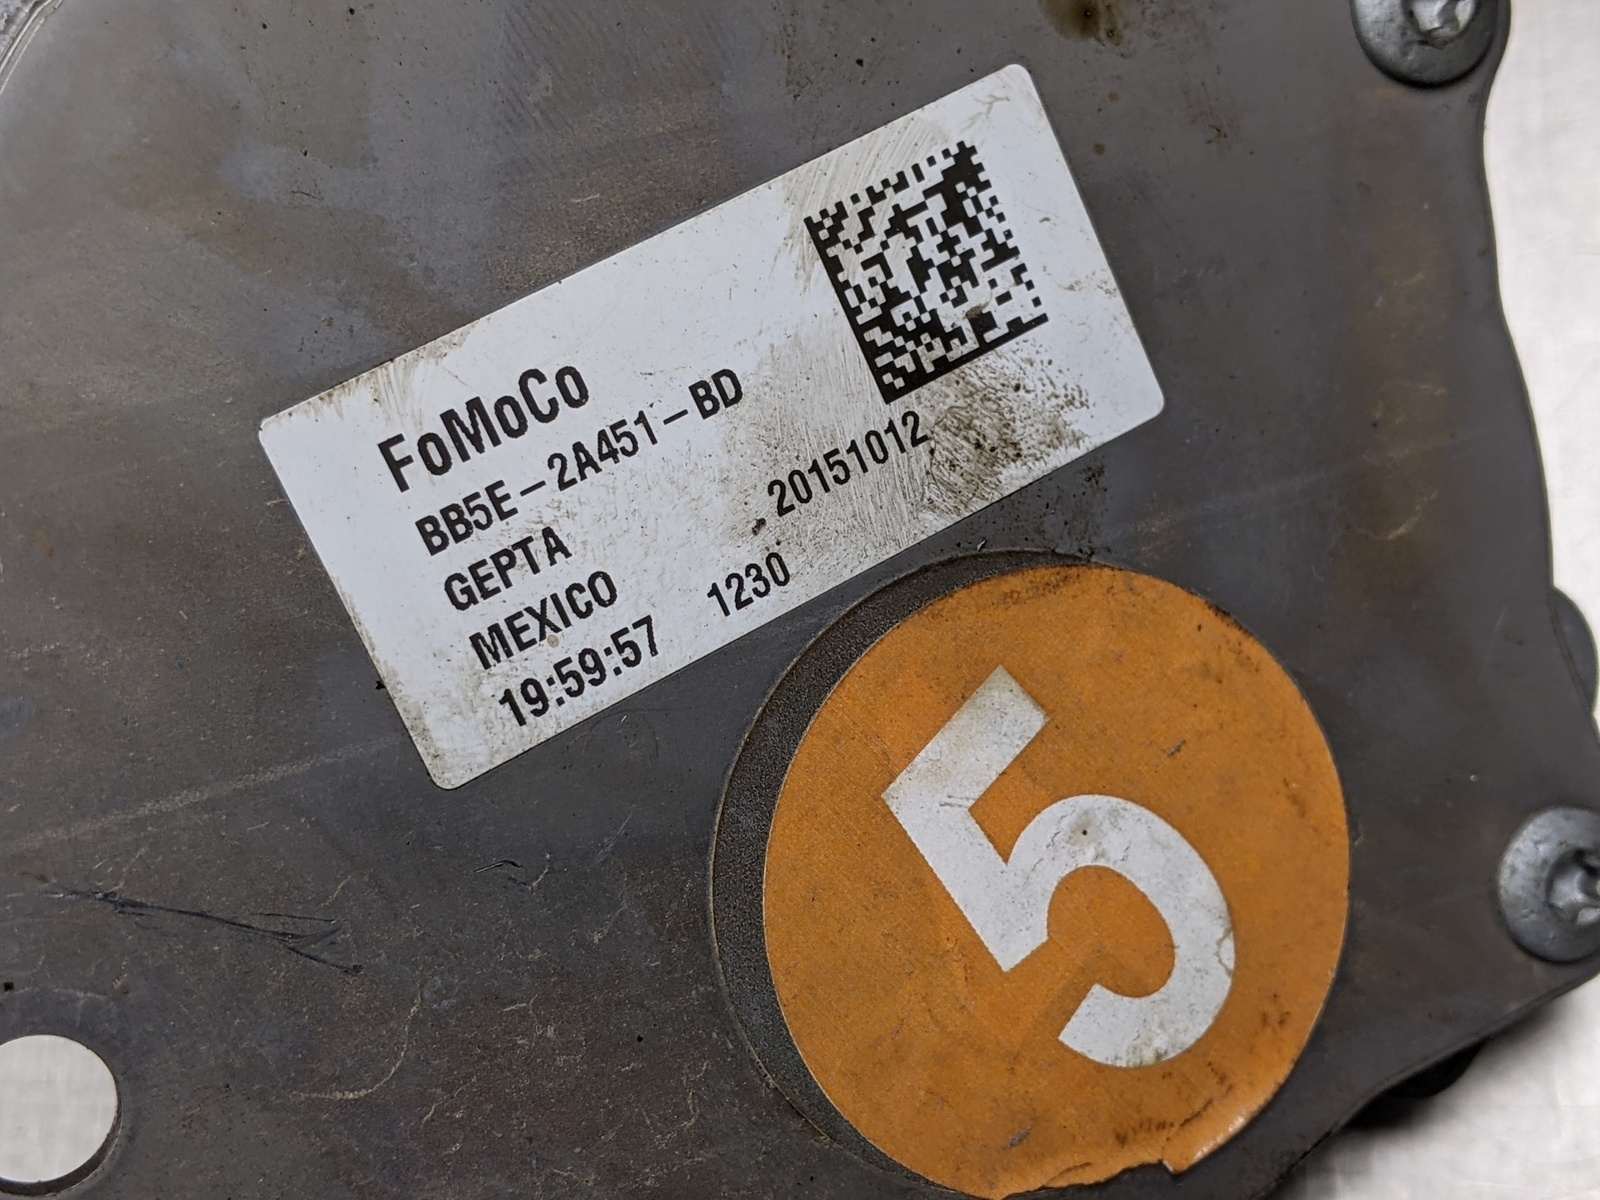 FoMoCo
BB5E-2A451-BD
GEPTA 20151012
MEXICO
19:59:57 1230
5